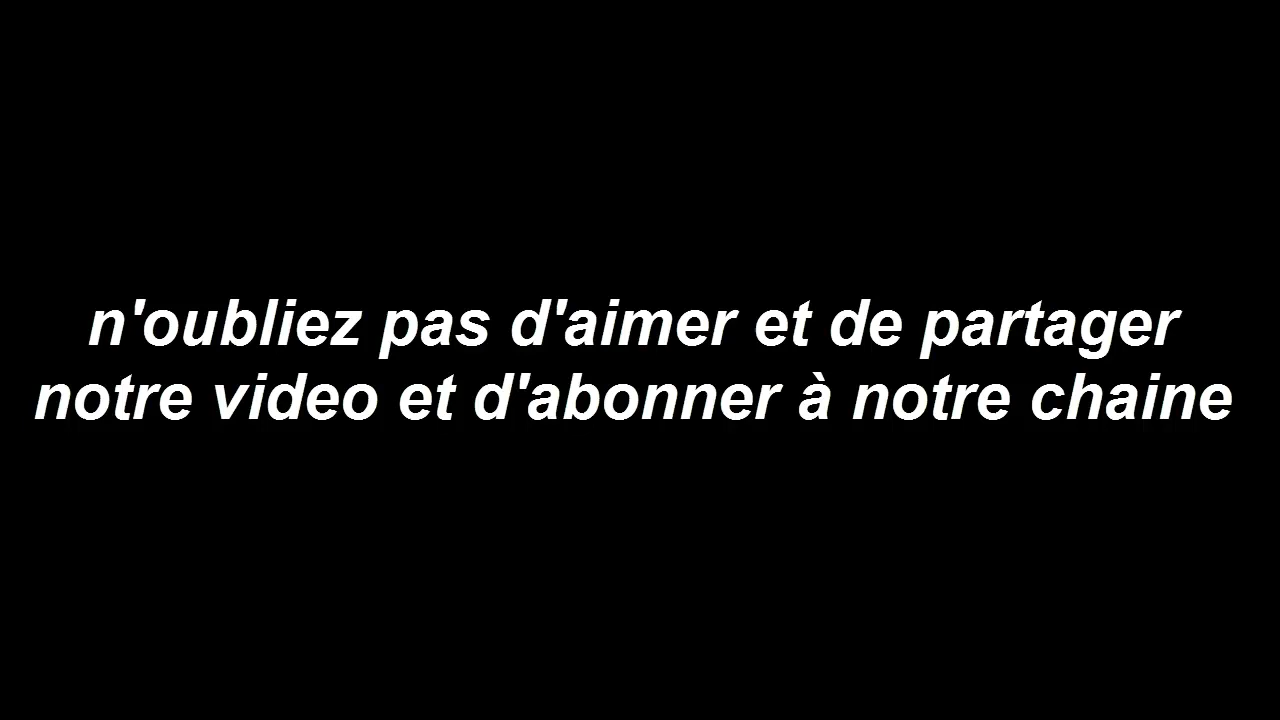 n'oubliez pas d'aimer et de partager
notre video et d'abonner à notre chaine